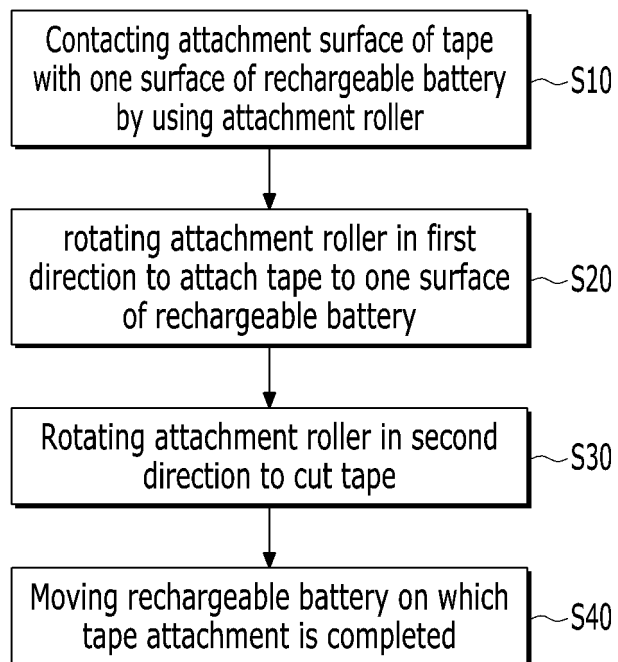 Contacting attachment surface of tape
with one surface of rechargeable battery
by using attachment roller
S10
rotating attachment roller in first
direction to attach tape to one surface
of rechargeable battery
S20
Rotating attachment roller in second
direction to cut tape
S30
Moving rechargeable battery on which
tape attachment is completed
S40